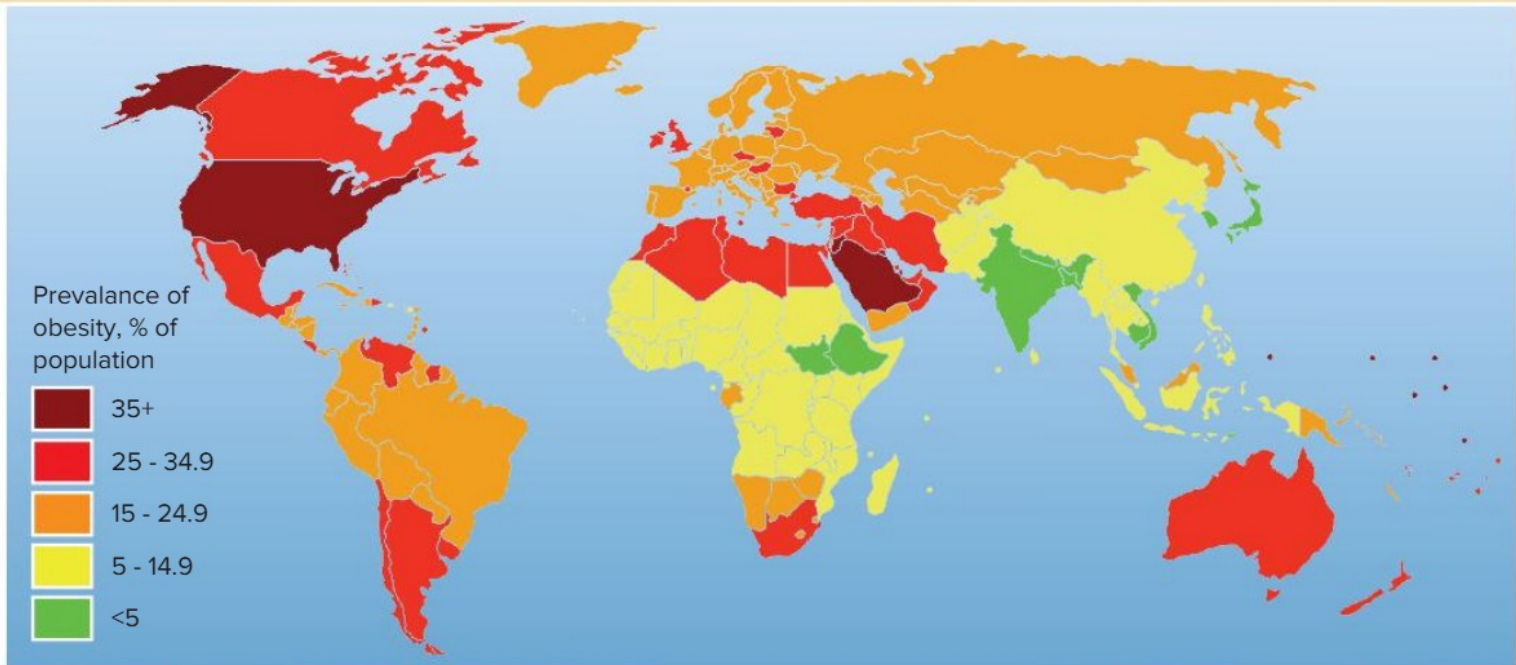 Prevalance of
obesity, % of
population
35+
25 - 34.9
15 - 24.9
5 - 14.9
<5